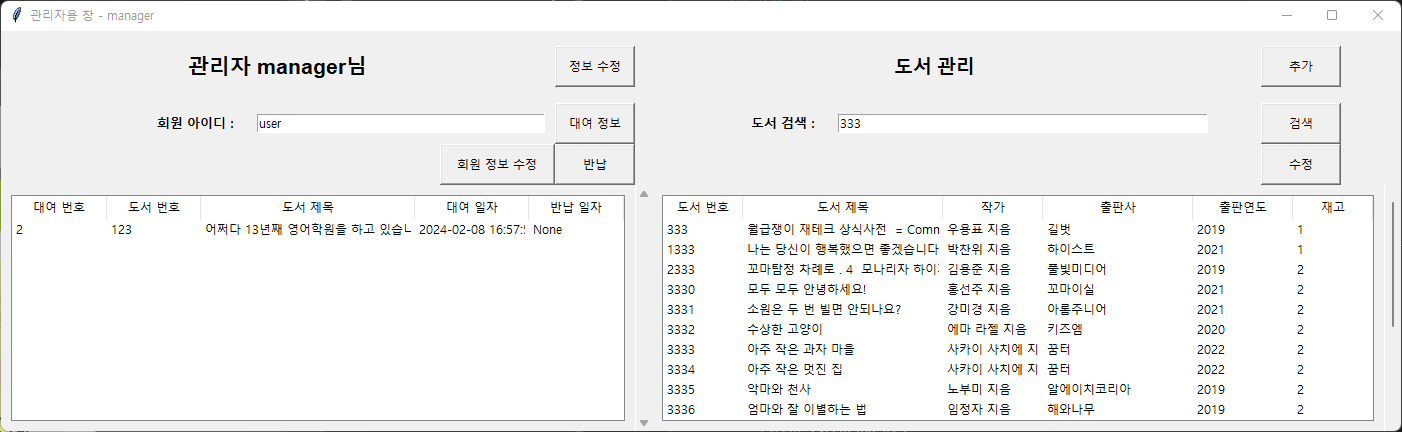 관리자용 창 - manager
관리자 manager님 정보 수정
회원 아이디 : user 대여 정보
회원 정보 수정 반납
대여 번호 도서 번호 도서 제목 대여 일자 반납 일자
2 123 어쩌다 13년째 영어학원을 하고 있습니 2024-02-08 16:57:5 None
도서 관리 추가
도서 검색 : 333 검색
수정
도서 번호 도서 제목 작가 출판사 출판연도 재고
333 월급쟁이 재테크 상식사전 = Comm 우용표 지음 길벗 2019 1
1333 나는 당신이 행복했으면 좋겠습니다 박찬위 지음 하이스트 2021 1
2333 꼬마탐정 차례로 . 4 모나리자 하이 김용준 지음 풀빛미디어 2019 2
3330 모두 모두 안녕하세요! 홍선주 지음 꼬마이실 2021 2
3331 소원은 두 번 빌면 안되나요? 강미경 지음 아롬주니어 2021 2
3332 수상한 고양이 에마 라젤 지음 키즈엠 2020 2
3333 아주 작은 과자 마을 사카이 사치에 지 꿈터 2022 2
3334 아주 작은 멋진 집 사카이 사치에 지 꿈터 2022 2
3335 악마와 천사 노부미 지음 알에이치코리아 2019 2
3336 엄마와 잘 이별하는 법 임정자 지음 해와나무 2019 2